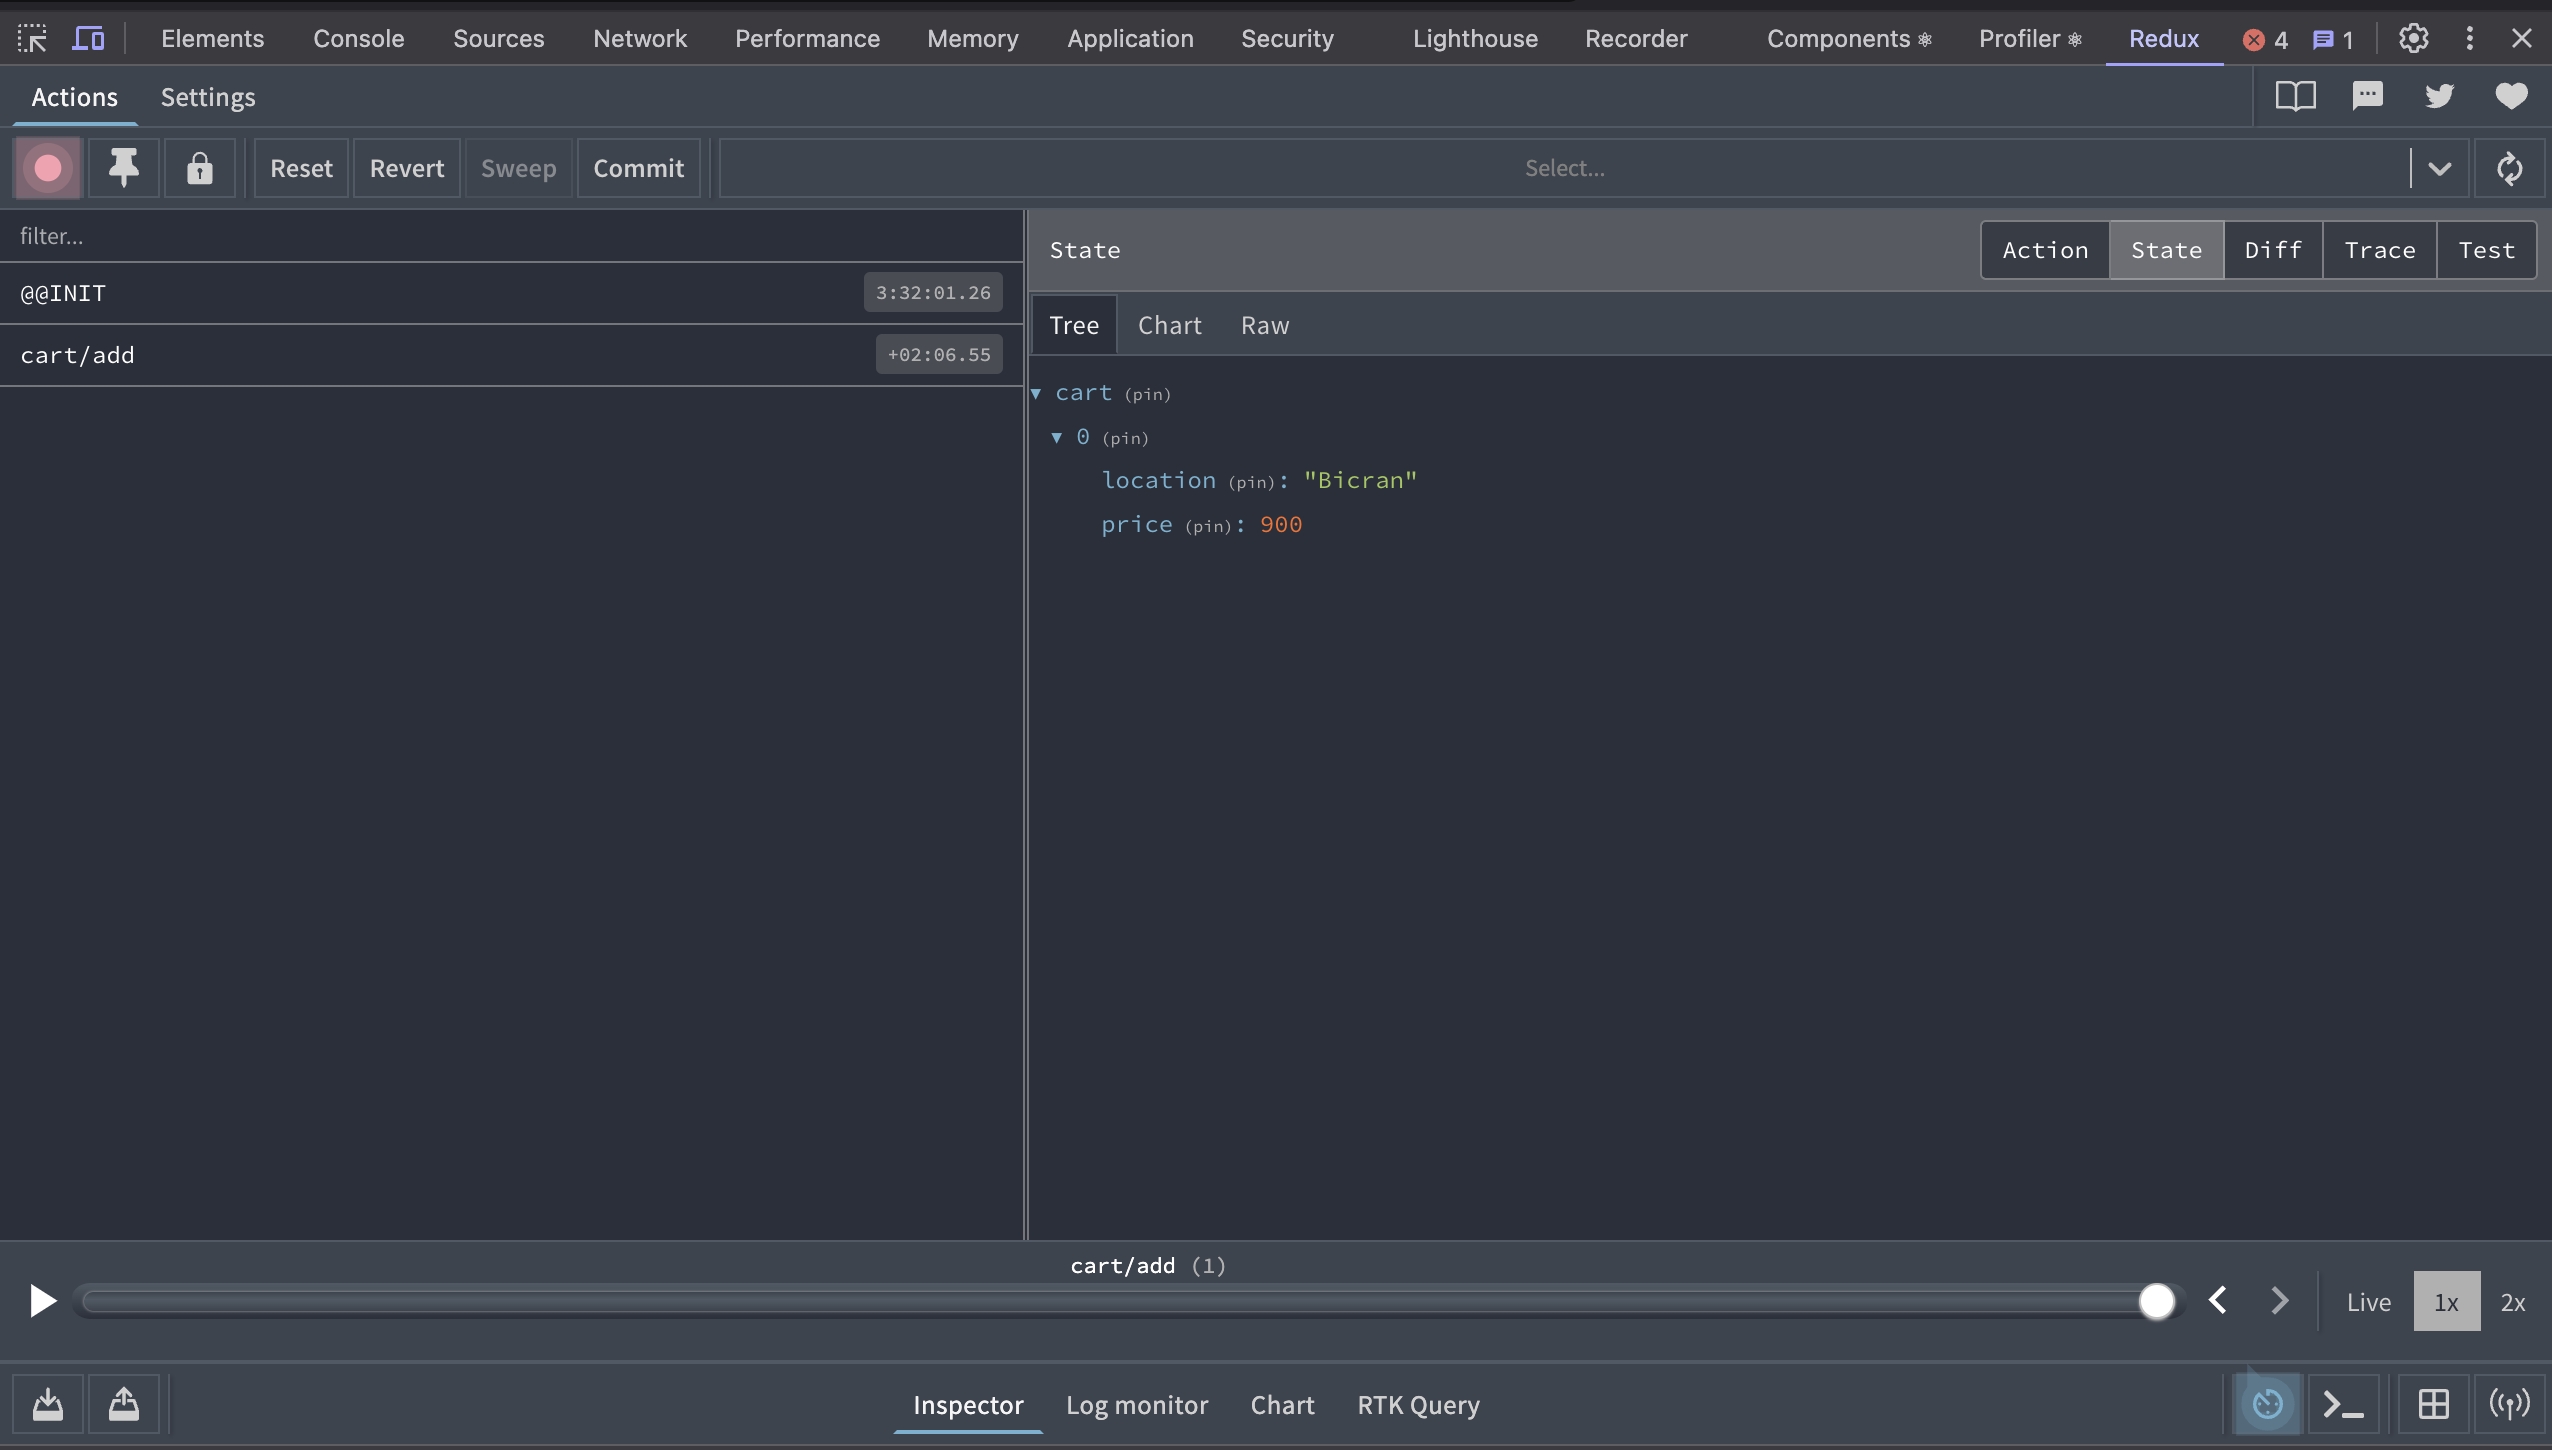 Elements Console Sources Network Performance Memory Application Security Lighthouse Recorder Components ⚛ Profiler ⚛ Redux 4 1
Actions Settings
Reset Revert Sweep Commit Select...
filter...
@@INIT 3:32:01.26
cart/add +02:06.55
State Action State Diff Trace Test
Tree Chart Raw
▼ cart (pin)
▼ 0 (pin)
location (pin): "Bicran"
price (pin): 900
cart/add (1)
Live 1x 2x
Inspector Log monitor Chart RTK Query